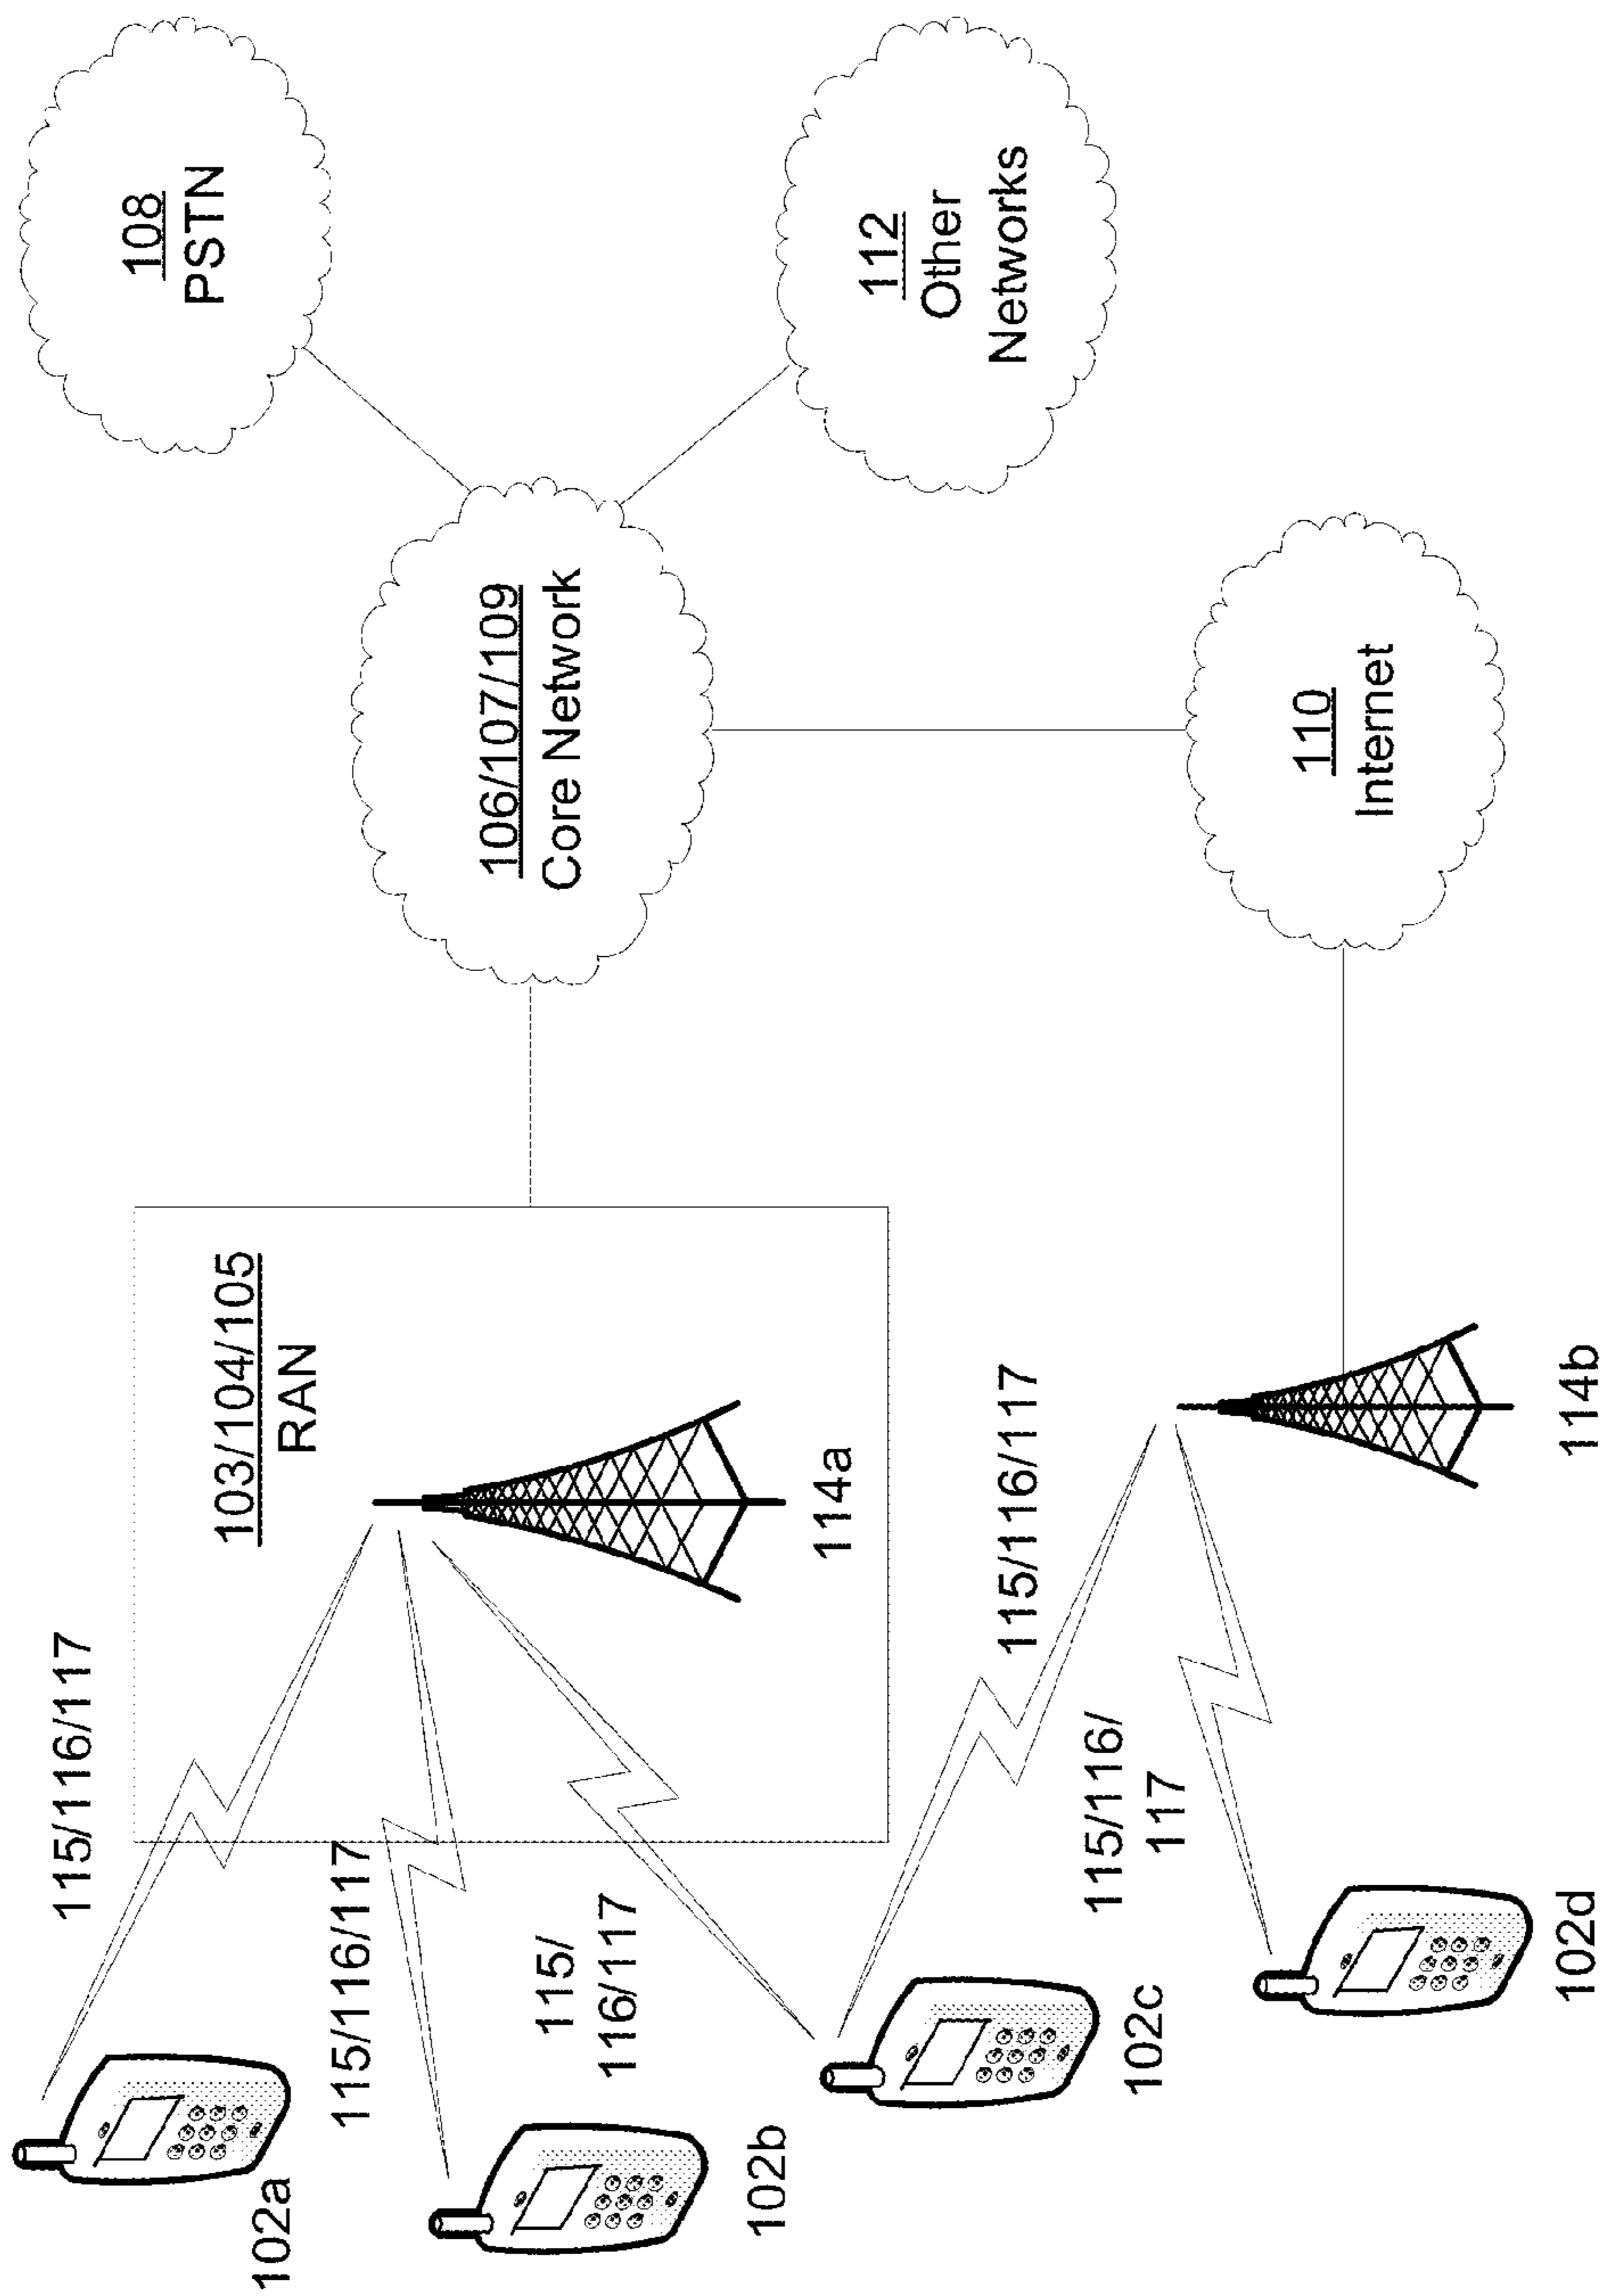 115/116/117
103/104/105
RAN
114a
102a
115/116/117
102b
115/
116/117
102c
115/116/117
115/116/
117
102d
114b
106/107/109
Core Network
108
PSTN
112
Other
Networks
110
Internet